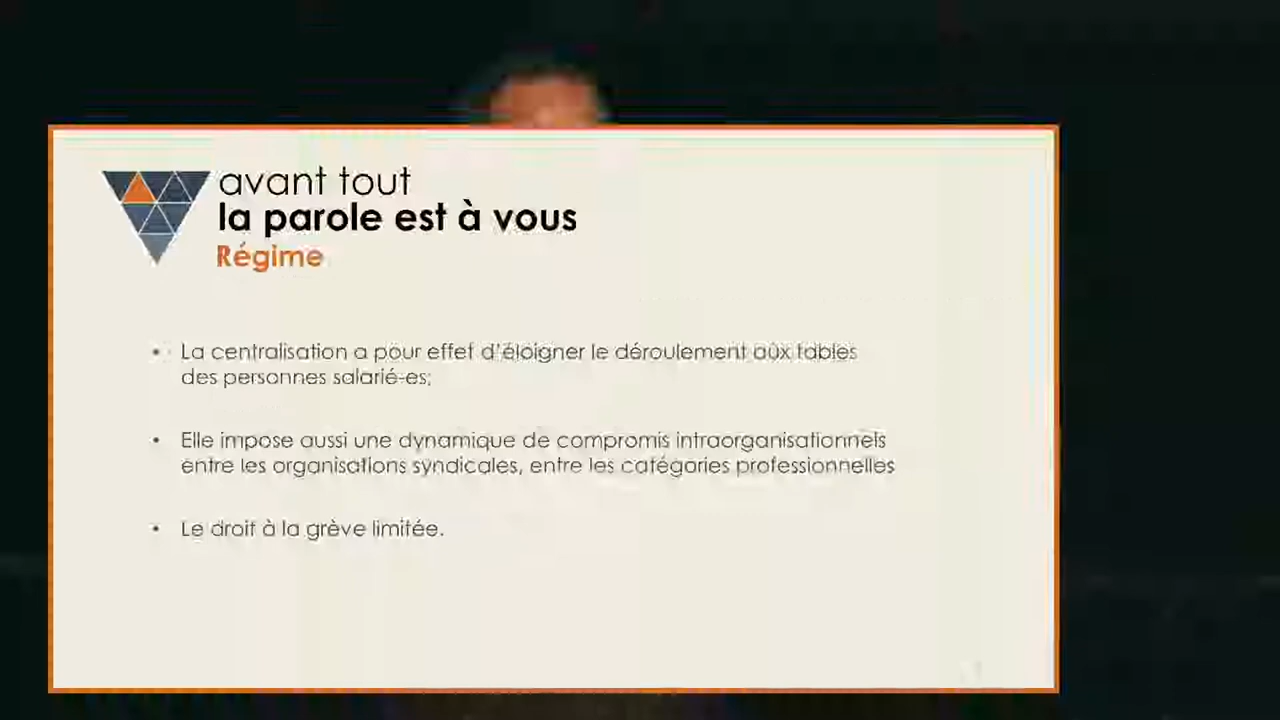 avant tout
la parole est à vous
Régime
• La centralisation a pour effet d'éloigner le déroulement aux tables
des personnes salarié-es;
• Elle impose aussi une dynamique de compromis intraorganisationnels
entre les organisations syndicales, entre les catégories professionnelles
• Le droit à la grève limitée.